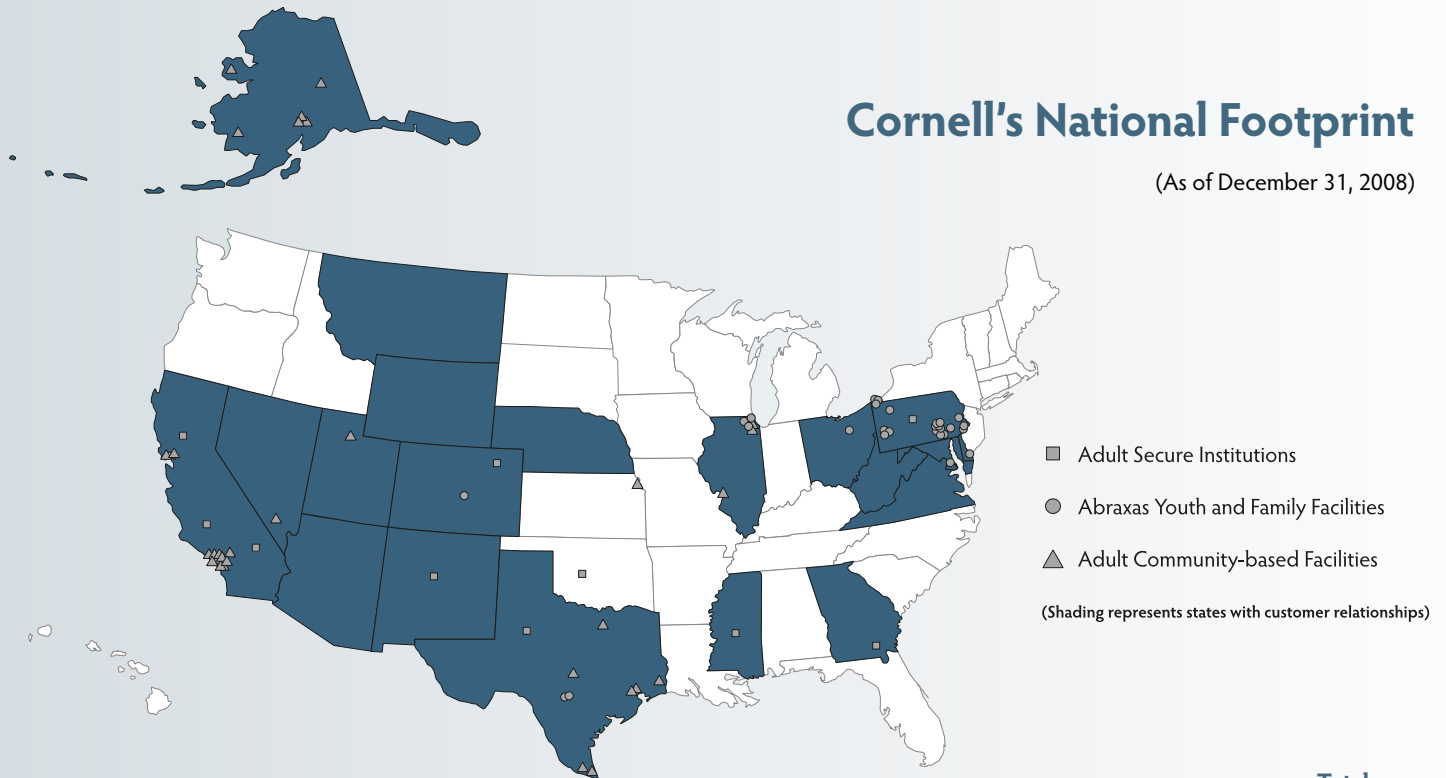 Cornell's National Footprint
(As of December 31, 2008)
Adult Secure Institutions
Abraxas Youth and Family Facilities
Adult Community-based Facilities
(Shading represents states with customer relationships)